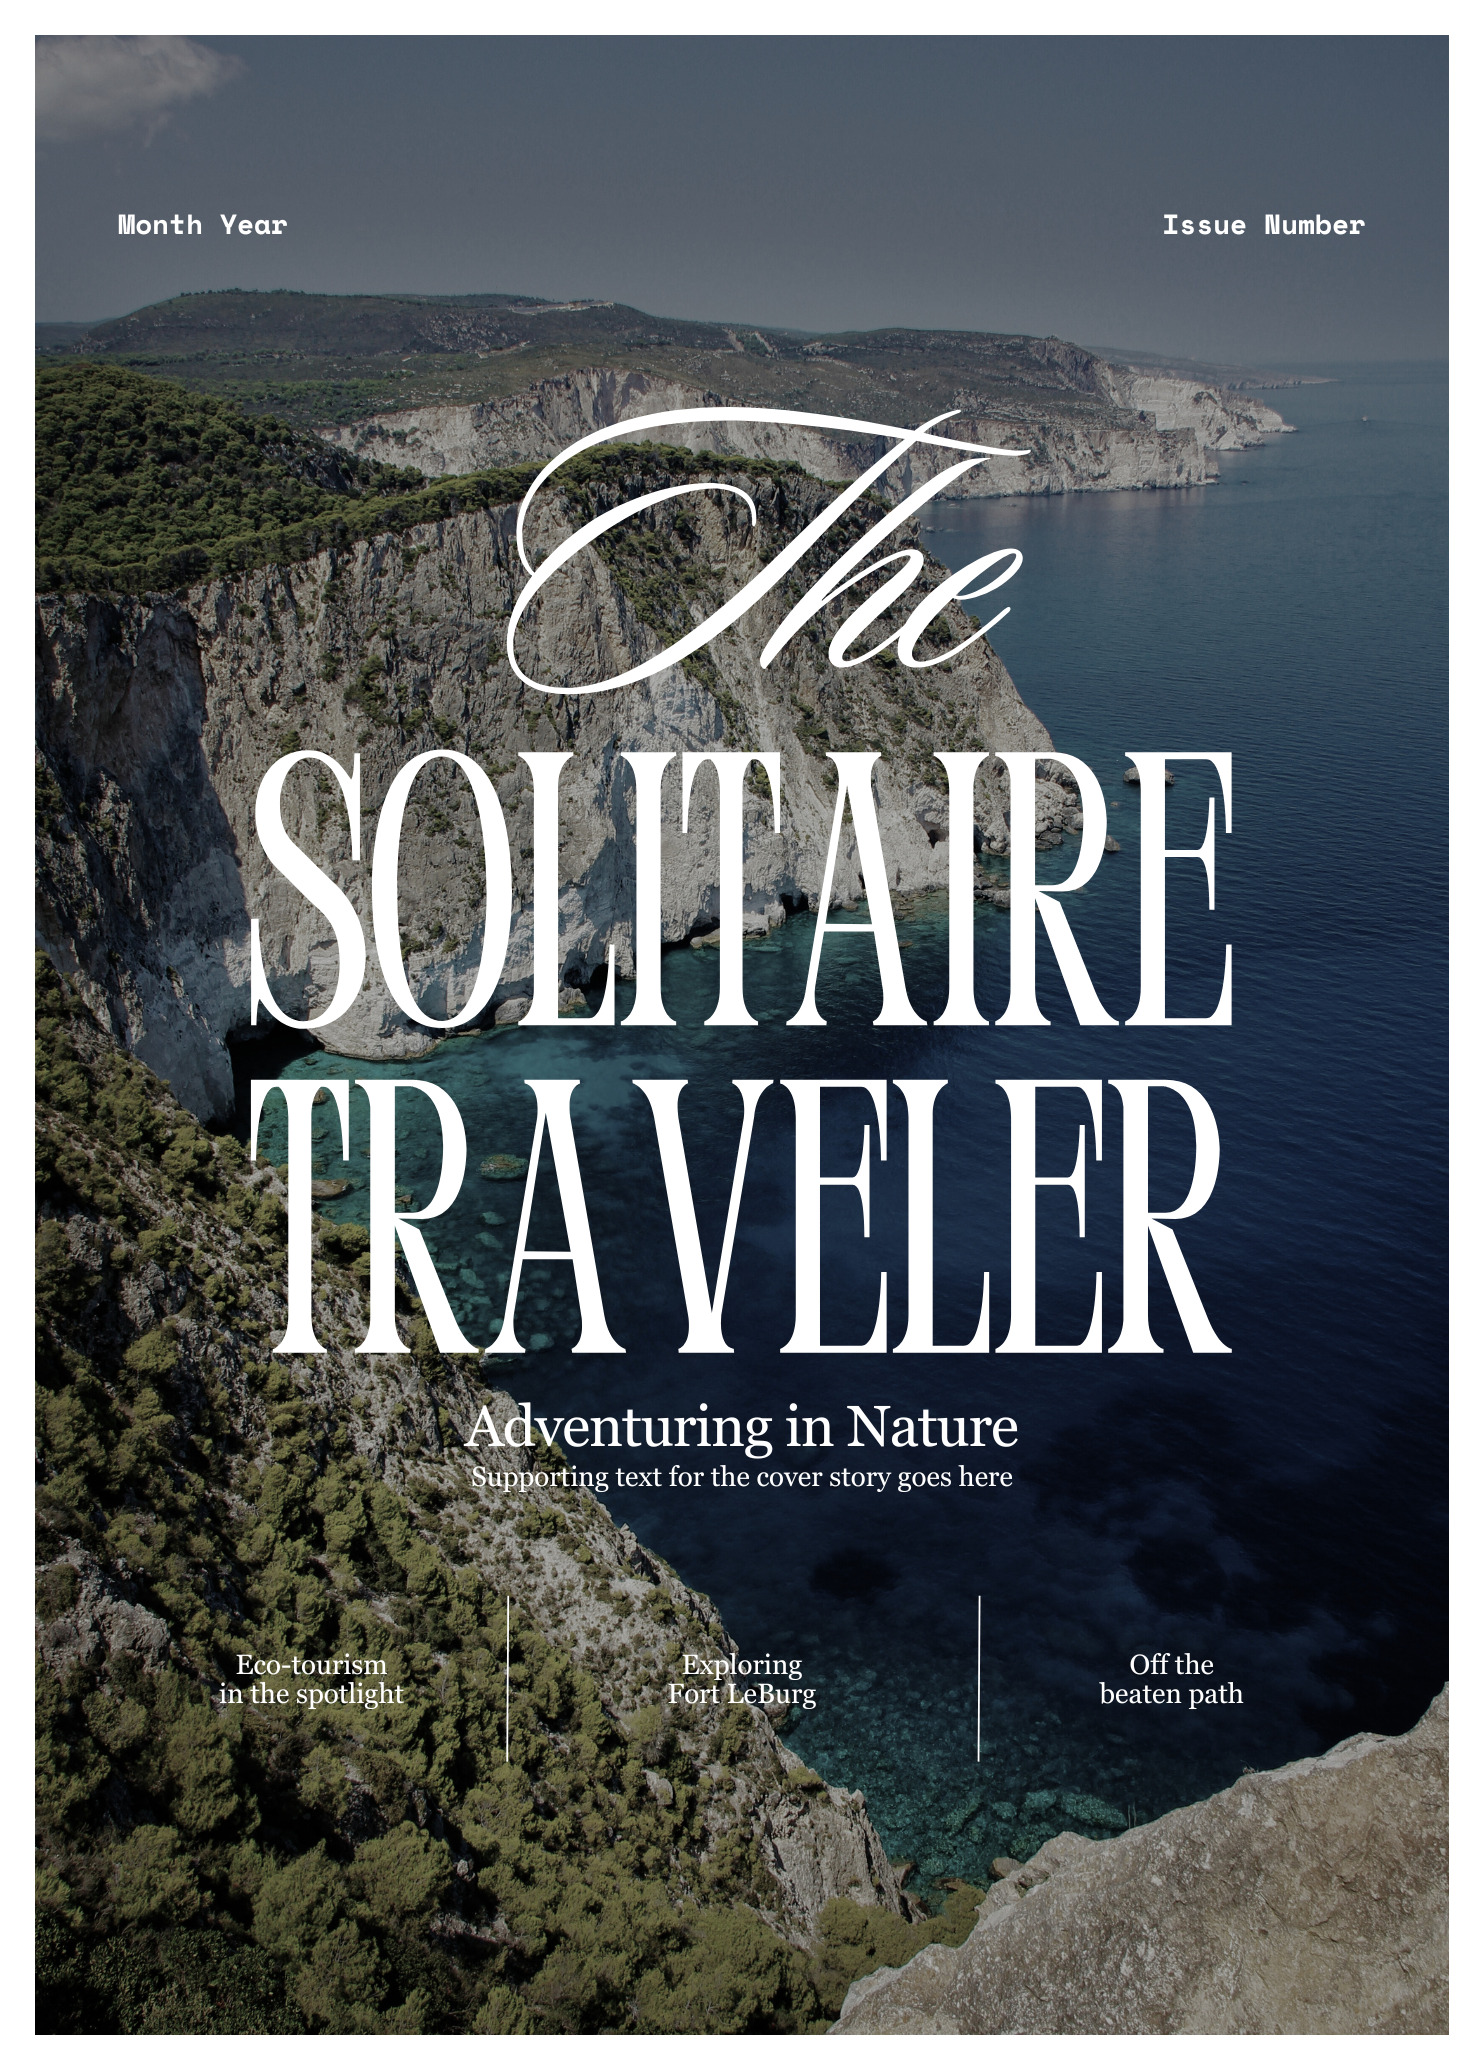 Month Year
Issue Number
The
SOLITAIRE
TRAVELER
Adventuring in Nature
Supporting text for the cover story goes here
Eco-tourism
in the spotlight
Exploring
Fort LeBurg
Off the
beaten path